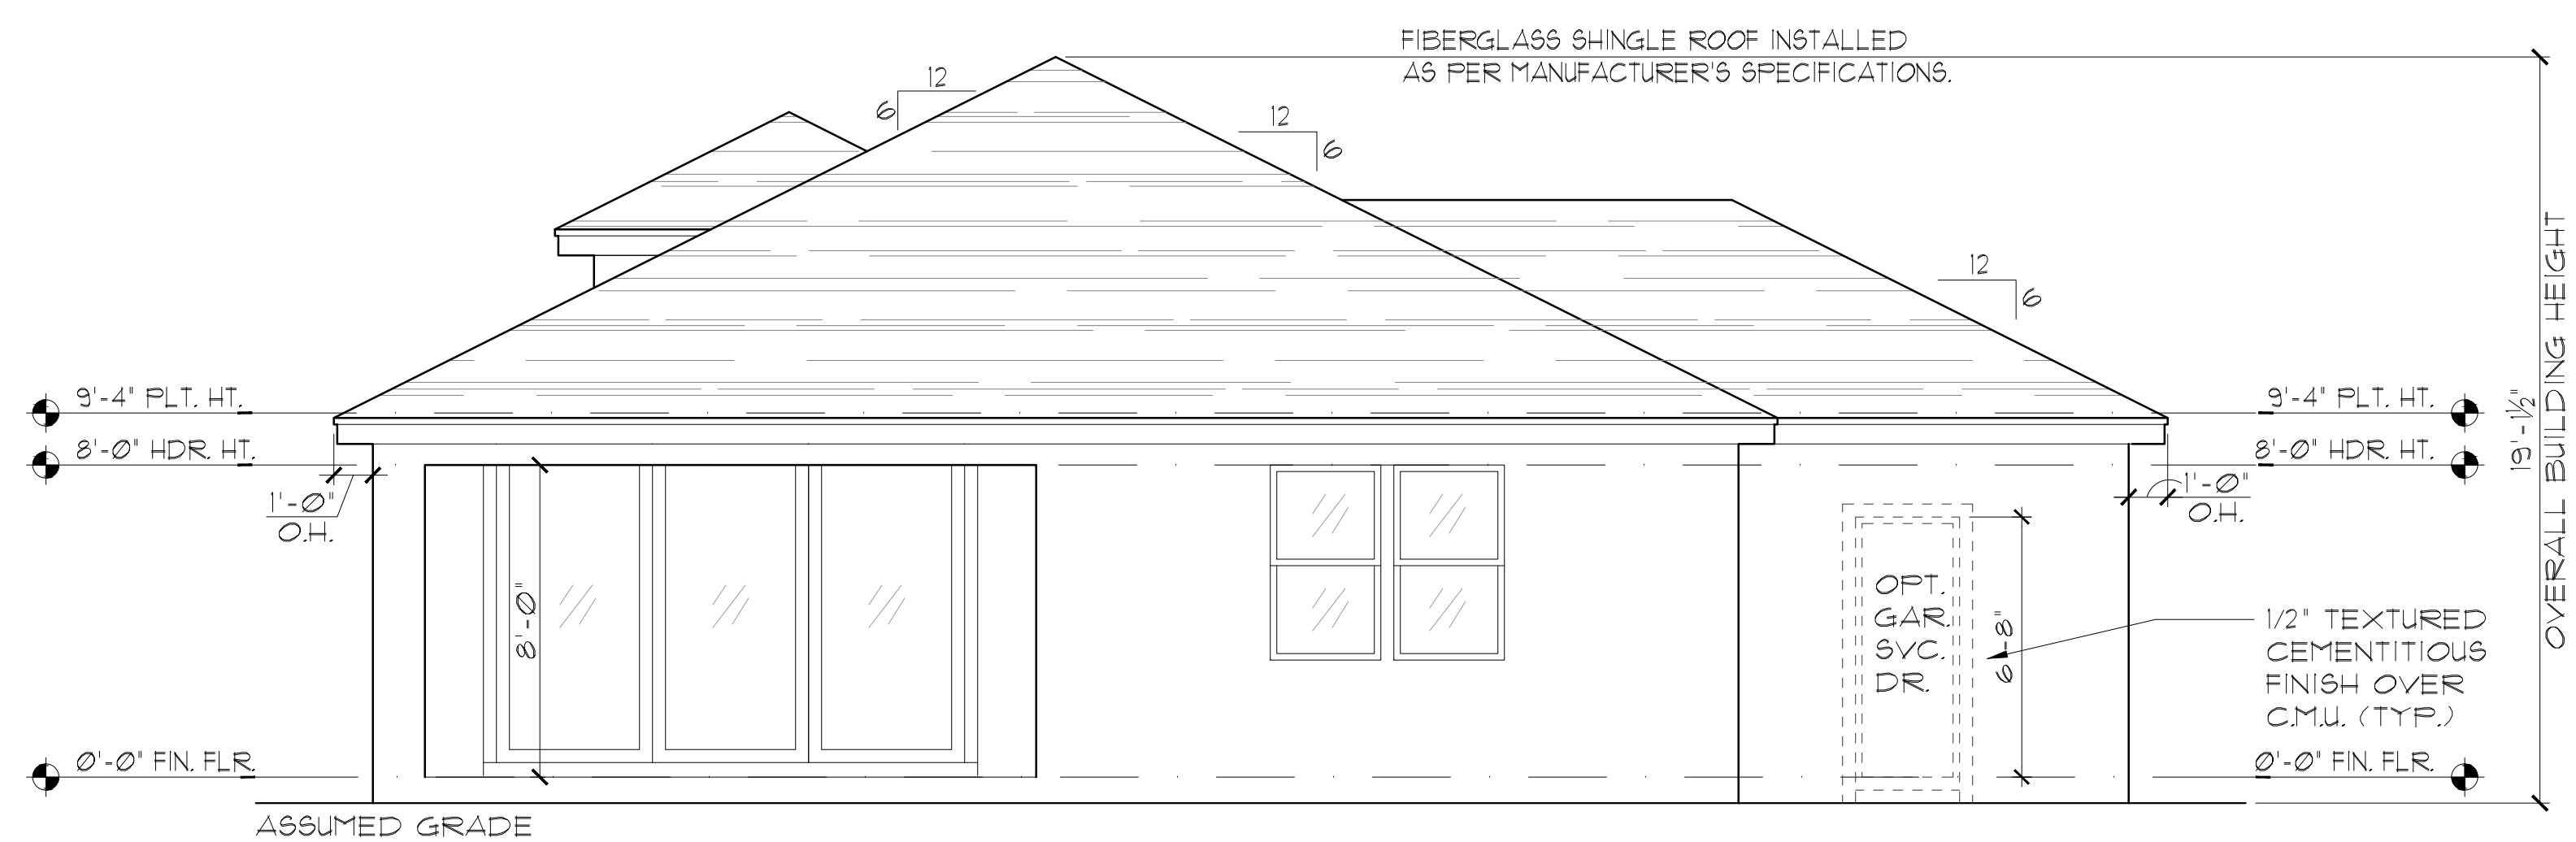 FIBERGLASS SHINGLE ROOF INSTALLED
AS PER MANUFACTURER'S SPECIFICATIONS.
12
6
12
6
12
6
9'-4" PLT. HT.
8'-0" HDR. HT.
1'-0"
O.H.
8'-0"
0'-0" FIN. FLR.
ASSUMED GRADE
OPT.
GAR.
SVC.
DR.
6'-8"
9'-4" PLT. HT.
8'-0" HDR. HT.
1'-0"
O.H.
1/2" TEXTURED
CEMENTITIOUS
FINISH OVER
C.M.U. (TYP.)
0'-0" FIN. FLR.
19'-1½"
OVERALL BUILDING HEIGHT